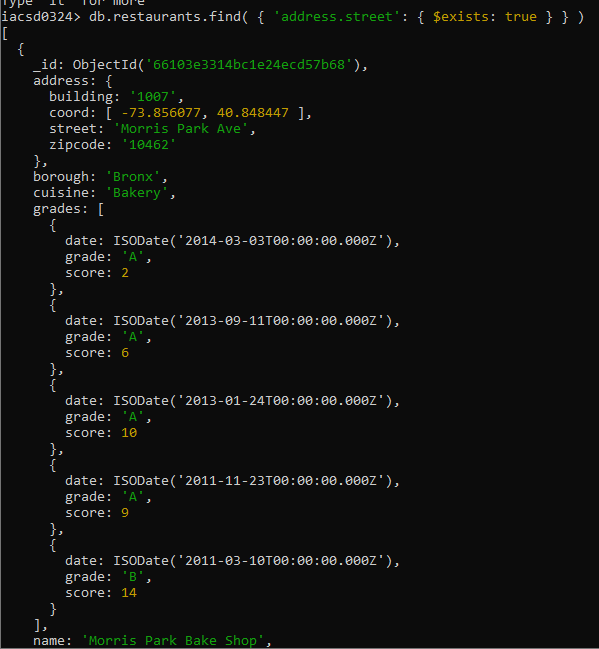 Type "it" for more
iacsd0324> db.restaurants.find( { 'address.street': { $exists: true } } )
[
  {
    _id: ObjectId('66103e3314bc1e24ecd57b68'),
    address: {
      building: '1007',
      coord: [ -73.856077, 40.848447 ],
      street: 'Morris Park Ave',
      zipcode: '10462'
    },
    borough: 'Bronx',
    cuisine: 'Bakery',
    grades: [
      {
        date: ISODate('2014-03-03T00:00:00.000Z'),
        grade: 'A',
        score: 2
      },
      {
        date: ISODate('2013-09-11T00:00:00.000Z'),
        grade: 'A',
        score: 6
      },
      {
        date: ISODate('2013-01-24T00:00:00.000Z'),
        grade: 'A',
        score: 10
      },
      {
        date: ISODate('2011-11-23T00:00:00.000Z'),
        grade: 'A',
        score: 9
      },
      {
        date: ISODate('2011-03-10T00:00:00.000Z'),
        grade: 'B',
        score: 14
      }
    ],
    name: 'Morris Park Bake Shop',